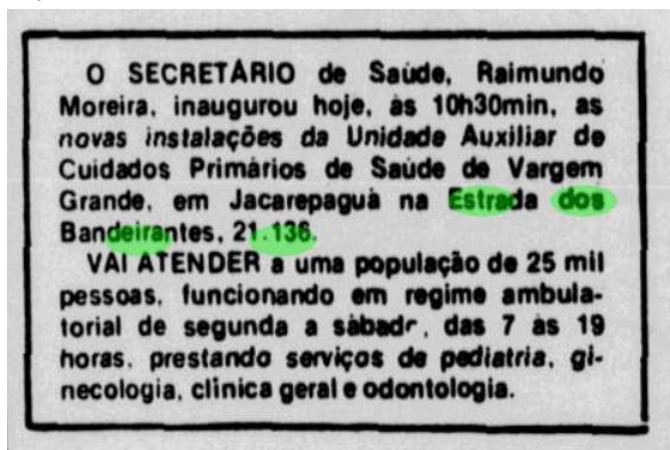 O SECRETÁRIO de Saúde, Raimundo
Moreira, inaugurou hoje, às 10h30min, as
novas instalações da Unidade Auxiliar de
Cuidados Primários de Saúde de Vargem
Grande, em Jacarepaguá na Estrada dos
Bandeirantes, 21.136.
VAI ATENDER a uma população de 25 mil
pessoas, funcionando em regime ambula-
torial de segunda a sábado, das 7 às 19
horas, prestando serviços de pediatria, gi-
necologia, clínica geral e odontologia.